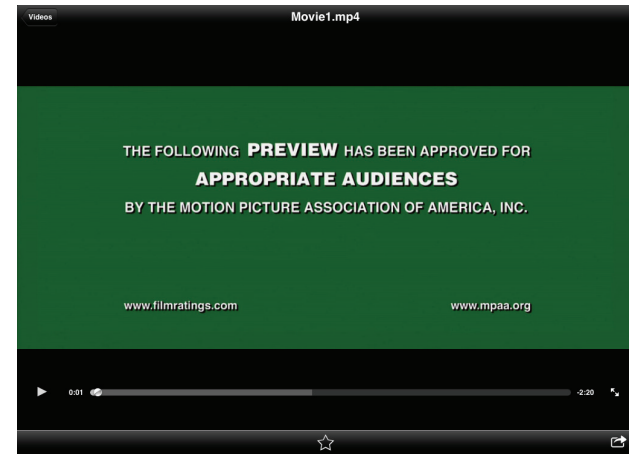 Videos
Movie1.mp4
THE FOLLOWING PREVIEW HAS BEEN APPROVED FOR
APPROPRIATE AUDIENCES
BY THE MOTION PICTURE ASSOCIATION OF AMERICA, INC.
www.filmratings.com www.mpaa.org
0:01 -2:20